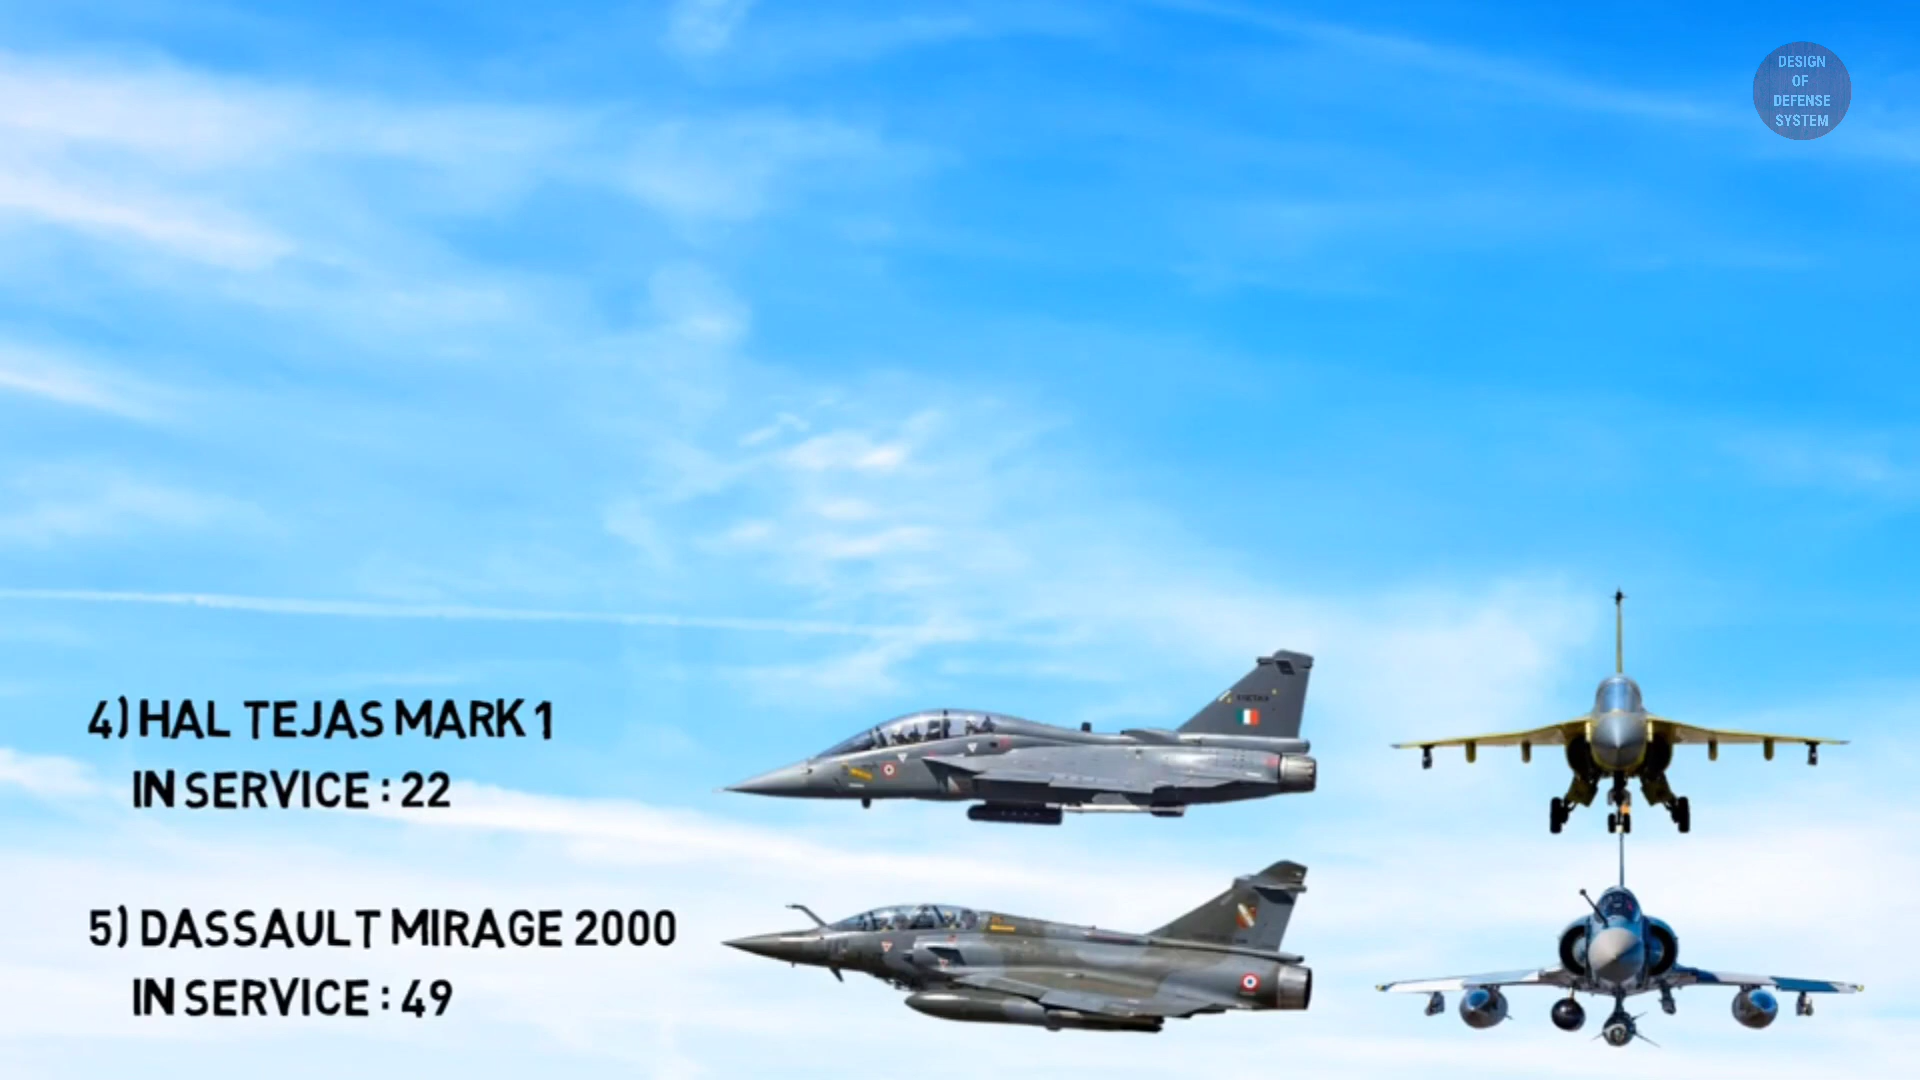 DESIGN
OF
DEFENSE
SYSTEM
4) HAL TEJAS MARK 1
IN SERVICE : 22
5) DASSAULT MIRAGE 2000
IN SERVICE : 49